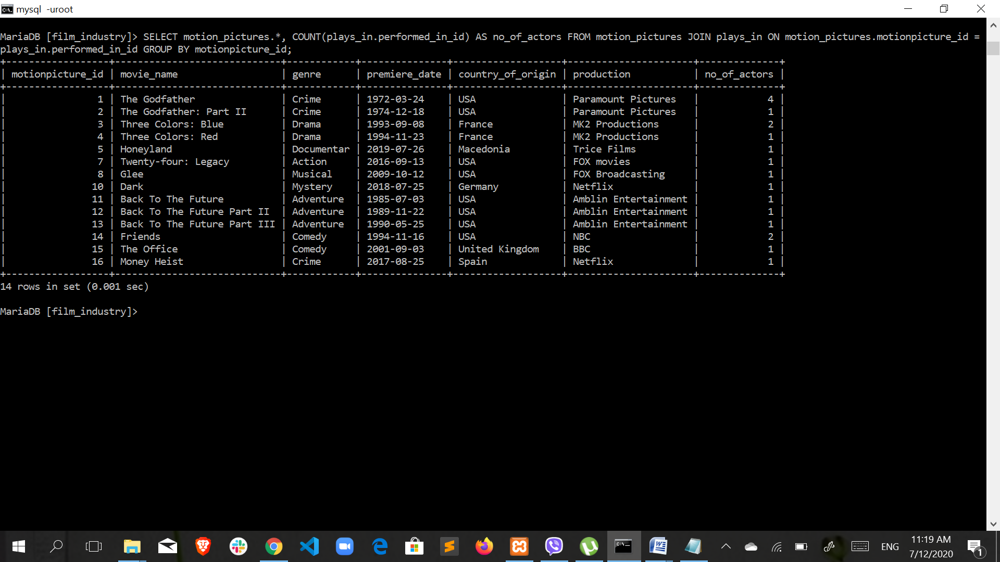 mysql  -uroot
MariaDB [film_industry]> SELECT motion_pictures.*, COUNT(plays_in.performed_in_id) AS no_of_actors FROM motion_pictures JOIN plays_in ON motion_pictures.motionpicture_id =
plays_in.performed_in_id GROUP BY motionpicture_id;
+------------------+-----------------------------+------------+---------------+-------------------+----------------------+--------------+
| motionpicture_id | movie_name                  | genre      | premiere_date | country_of_origin | production           | no_of_actors |
+------------------+-----------------------------+------------+---------------+-------------------+----------------------+--------------+
|                1 | The Godfather               | Crime      | 1972-03-24    | USA               | Paramount Pictures   |            4 |
|                2 | The Godfather: Part II      | Crime      | 1974-12-18    | USA               | Paramount Pictures   |            1 |
|                3 | Three Colors: Blue          | Drama      | 1993-09-08    | France            | MK2 Productions      |            2 |
|                4 | Three Colors: Red           | Drama      | 1994-11-23    | France            | MK2 Productions      |            1 |
|                5 | Honeyland                   | Documentar | 2019-07-26    | Macedonia         | Trice Films          |            1 |
|                7 | Twenty-four: Legacy         | Action     | 2016-09-13    | USA               | FOX movies           |            1 |
|                8 | Glee                        | Musical    | 2009-10-12    | USA               | FOX Broadcasting     |            1 |
|               10 | Dark                        | Mystery    | 2018-07-25    | Germany           | Netflix              |            1 |
|               11 | Back To The Future          | Adventure  | 1985-07-03    | USA               | Amblin Entertainment |            1 |
|               12 | Back To The Future Part II  | Adventure  | 1989-11-22    | USA               | Amblin Entertainment |            1 |
|               13 | Back To The Future Part III | Adventure  | 1990-05-25    | USA               | Amblin Entertainment |            1 |
|               14 | Friends                     | Comedy     | 1994-11-16    | USA               | NBC                  |            2 |
|               15 | The Office                  | Comedy     | 2001-09-03    | United Kingdom    | BBC                  |            1 |
|               16 | Money Heist                 | Crime      | 2017-08-25    | Spain             | Netflix              |            1 |
+------------------+-----------------------------+------------+---------------+-------------------+----------------------+--------------+
14 rows in set (0.001 sec)
MariaDB [film_industry]>
ENG
11:19 AM
7/12/2020
1